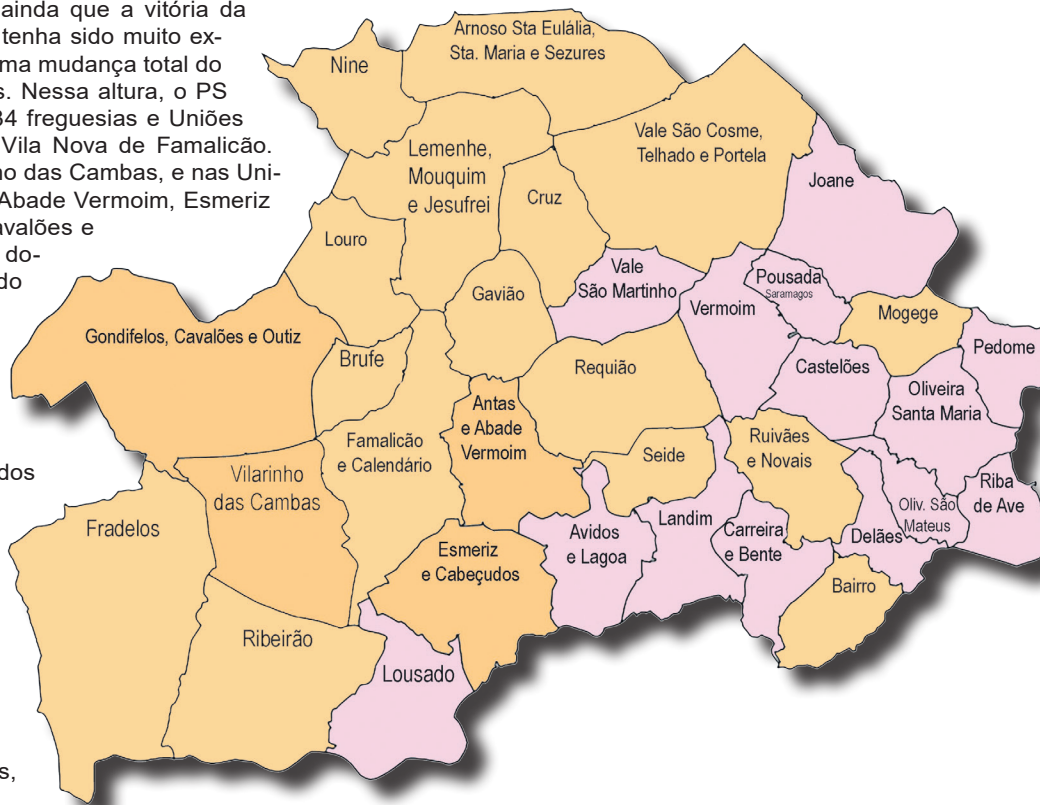 ainda que a vitória da
tenha sido muito ex-
ma mudança total do
s. Nessa altura, o PS
34 freguesias e Uniões
Vila Nova de Famalicão.
no das Cambas, e nas Uni-
Abade Vermoim, Esmeriz
avalões e
do-
do
dos
s,
Nine
Arnoso Sta Eulália,
Sta. Maria e Sezures
Vale São Cosme,
Telhado e Portela
Joane
Lemenhe,
Mouquim
e Jesufrei
Cruz
Louro
Vale
São Martinho
Pousada
Saramagos
Gavião
Vermoim
Mogege
Gondifelos, Cavalões e Outiz
Pedome
Brufe
Requião
Castelões
Oliveira
Santa Maria
Antas
e Abade
Vermoim
Famalicão
e Calendário
Seide
Ruivães
e Novais
Vilarinho
das Cambas
Riba
de Ave
Oliv. São
Mateus
Fradelos
Landim
Avidos
e Lagoa
Carreira
e Bente
Delães
Esmeriz
e Cabeçudos
Bairro
Ribeirão
Lousado